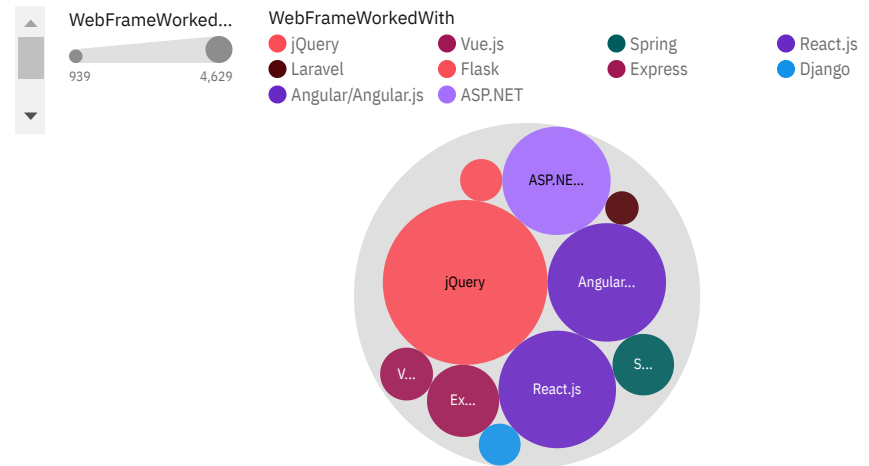 WebFrameWorked...
939
4,629
WebFrameWorkedWith
jQuery
Vue.js
Spring
React.js
Laravel
Flask
Express
Django
Angular/Angular.js
ASP.NET
ASP.NE...
jQuery
Angular...
S...
V...
React.js
Ex...